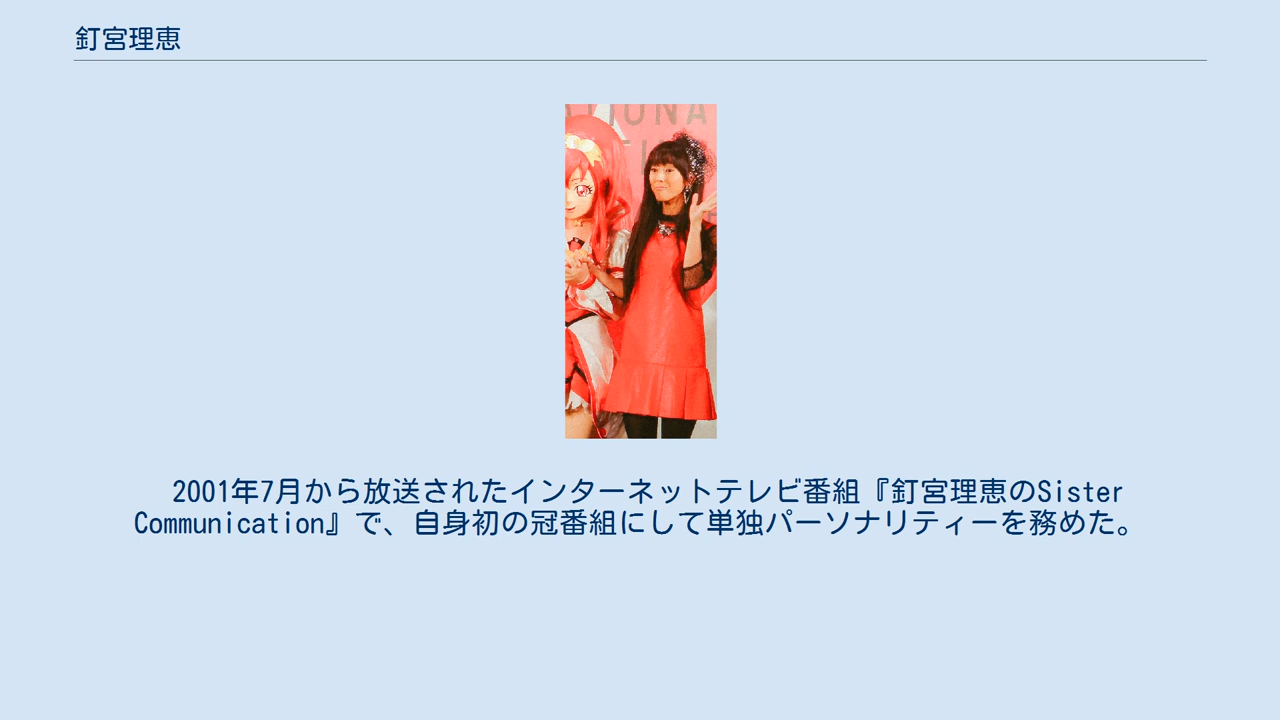 釘宮理恵
2001年7月から放送されたインターネットテレビ番組『釘宮理恵のSister
Communication』で、自身初の冠番組にして単独パーソナリティーを務めた。